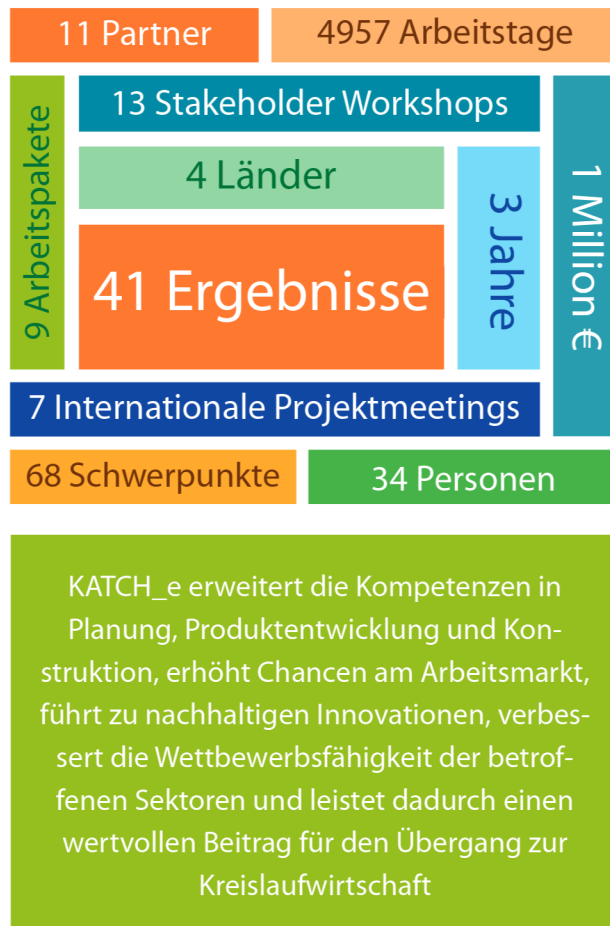 11 Partner
4957 Arbeitstage
9 Arbeitspakete
13 Stakeholder Workshops
4 Länder
41 Ergebnisse
3 Jahre
1 Million €
7 Internationale Projektmeetings
68 Schwerpunkte
34 Personen
KATCH_e erweitert die Kompetenzen in
Planung, Produktentwicklung und Kon-
struktion, erhöht Chancen am Arbeitsmarkt,
führt zu nachhaltigen Innovationen, verbes-
sert die Wettbewerbsfähigkeit der betrof-
fenen Sektoren und leistet dadurch einen
wertvollen Beitrag für den Übergang zur
Kreislaufwirtschaft